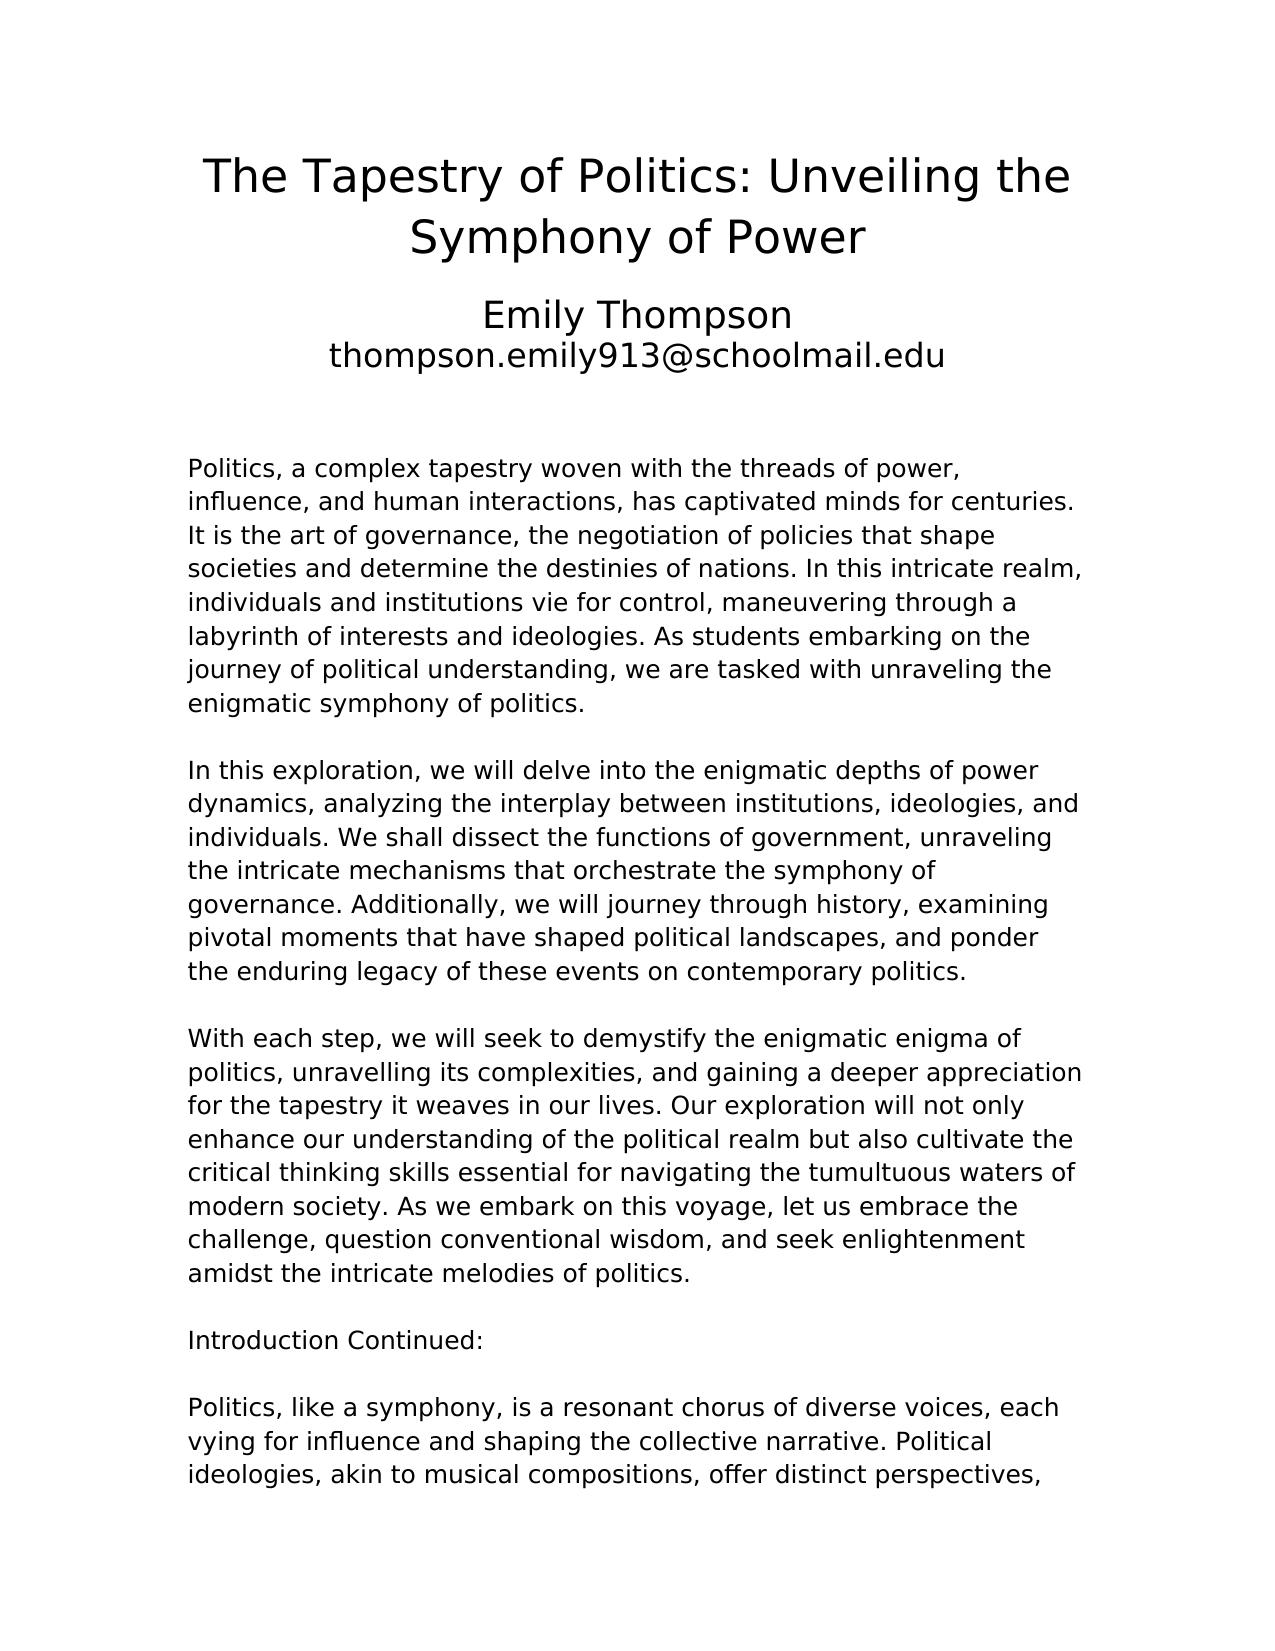 The Tapestry of Politics: Unveiling the
Symphony of Power
Emily Thompson
thompson.emily913@schoolmail.edu
Politics, a complex tapestry woven with the threads of power,
influence, and human interactions, has captivated minds for centuries.
It is the art of governance, the negotiation of policies that shape
societies and determine the destinies of nations. In this intricate realm,
individuals and institutions vie for control, maneuvering through a
labyrinth of interests and ideologies. As students embarking on the
journey of political understanding, we are tasked with unraveling the
enigmatic symphony of politics.
In this exploration, we will delve into the enigmatic depths of power
dynamics, analyzing the interplay between institutions, ideologies, and
individuals. We shall dissect the functions of government, unraveling
the intricate mechanisms that orchestrate the symphony of
governance. Additionally, we will journey through history, examining
pivotal moments that have shaped political landscapes, and ponder
the enduring legacy of these events on contemporary politics.
With each step, we will seek to demystify the enigmatic enigma of
politics, unravelling its complexities, and gaining a deeper appreciation
for the tapestry it weaves in our lives. Our exploration will not only
enhance our understanding of the political realm but also cultivate the
critical thinking skills essential for navigating the tumultuous waters of
modern society. As we embark on this voyage, let us embrace the
challenge, question conventional wisdom, and seek enlightenment
amidst the intricate melodies of politics.
Introduction Continued:
Politics, like a symphony, is a resonant chorus of diverse voices, each
vying for influence and shaping the collective narrative. Political
ideologies, akin to musical compositions, offer distinct perspectives,